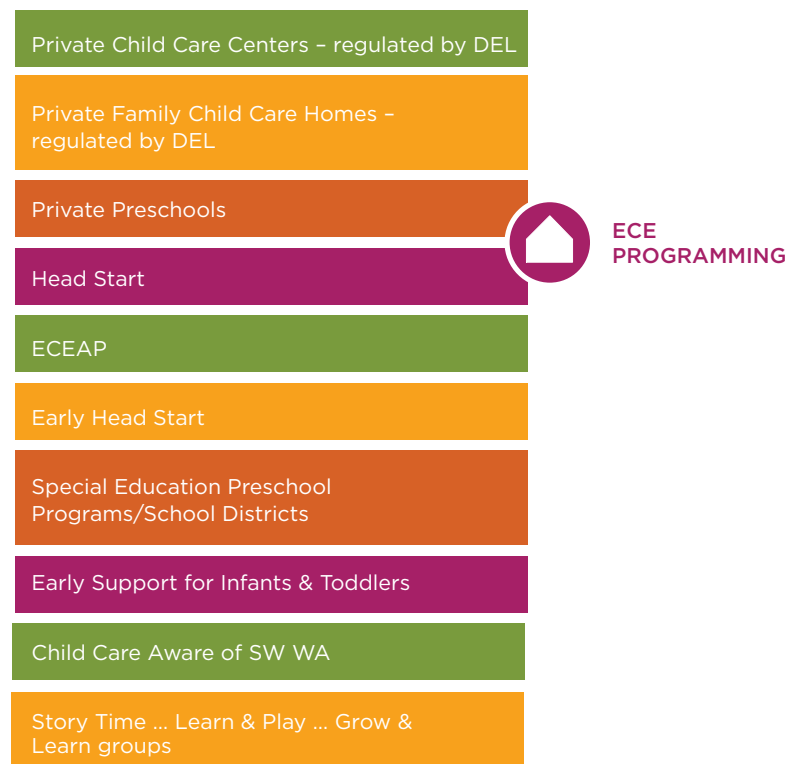 Private Child Care Centers – regulated by DEL
Private Family Child Care Homes –
regulated by DEL
Private Preschools
ECE
PROGRAMMING
Head Start
ECEAP
Early Head Start
Special Education Preschool
Programs/School Districts
Early Support for Infants & Toddlers
Child Care Aware of SW WA
Story Time ... Learn & Play ... Grow &
Learn groups